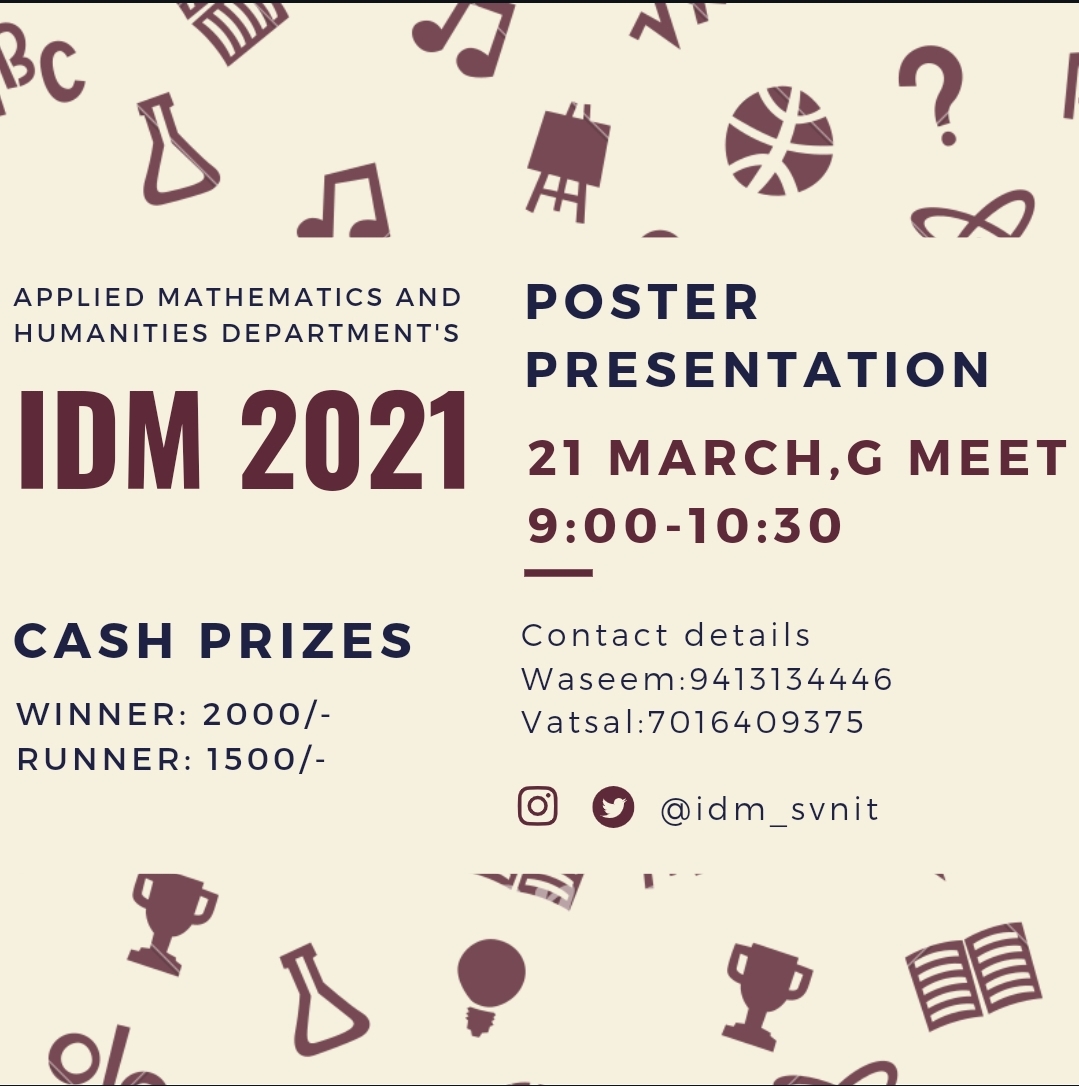 BC
APPLIED MATHEMATICS AND
HUMANITIES DEPARTMENT'S
IDM 2021
POSTER
PRESENTATION
21 MARCH,G MEET
9:00-10:30
CASH PRIZES
WINNER: 2000/-
RUNNER: 1500/-
Contact details
Waseem:9413134446
Vatsal:7016409375
@idm_svnit